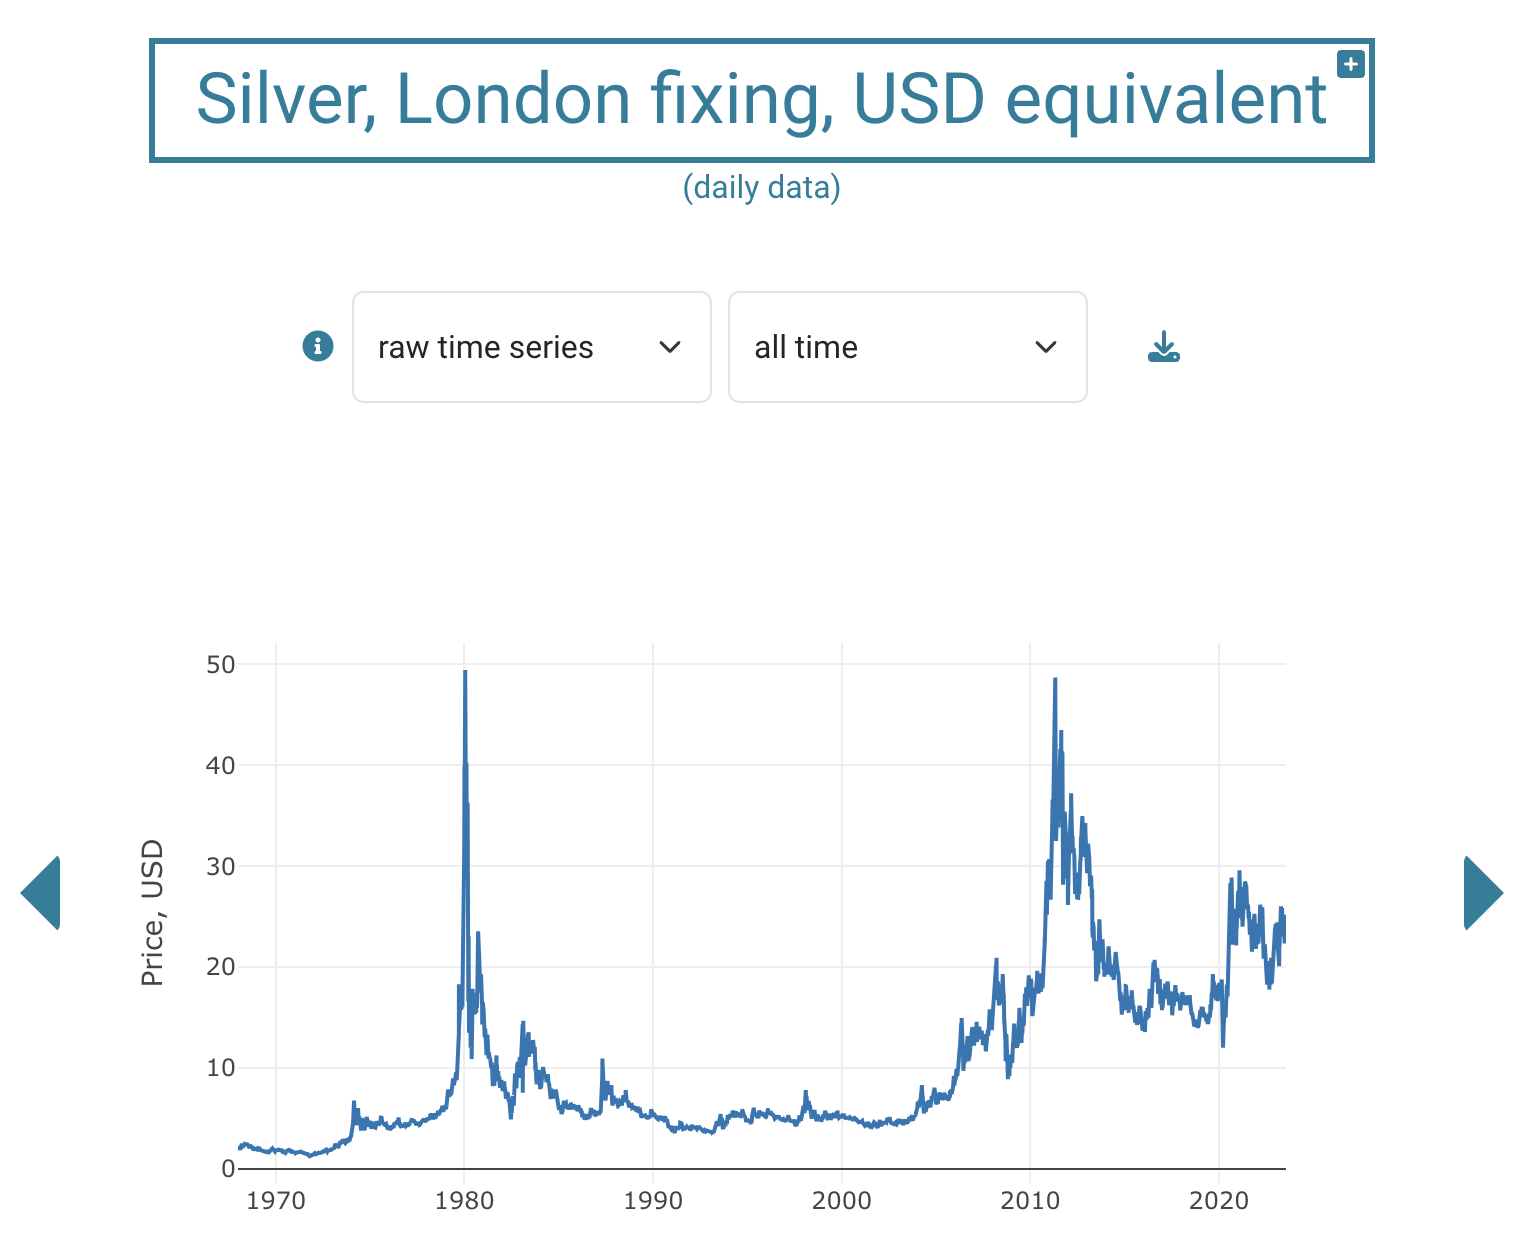 Silver, London fixing, USD equivalent
(daily data)
raw time series
all time
Price, USD
50
40
30
20
10
0
1970 1980 1990 2000 2010 2020